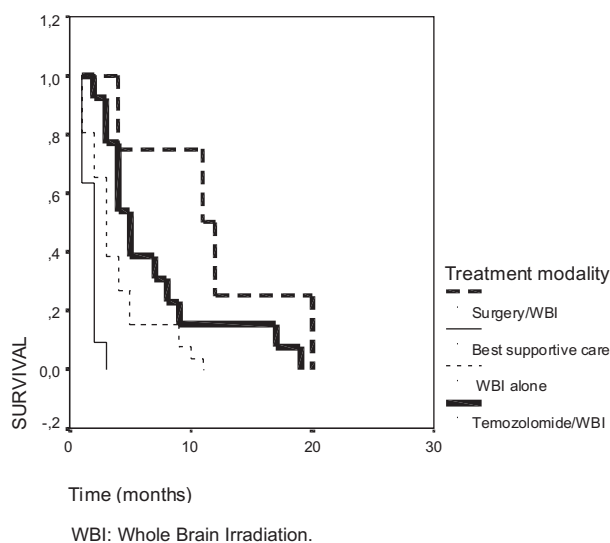 1,2
1,0
,8
,6
,4
,2
0,0
-,2
SURVIVAL
0
10
20
30
Time (months)
Treatment modality
Surgery/WBI
Best supportive care
WBI alone
Temozolomide/WBI
WBI: Whole Brain Irradiation.